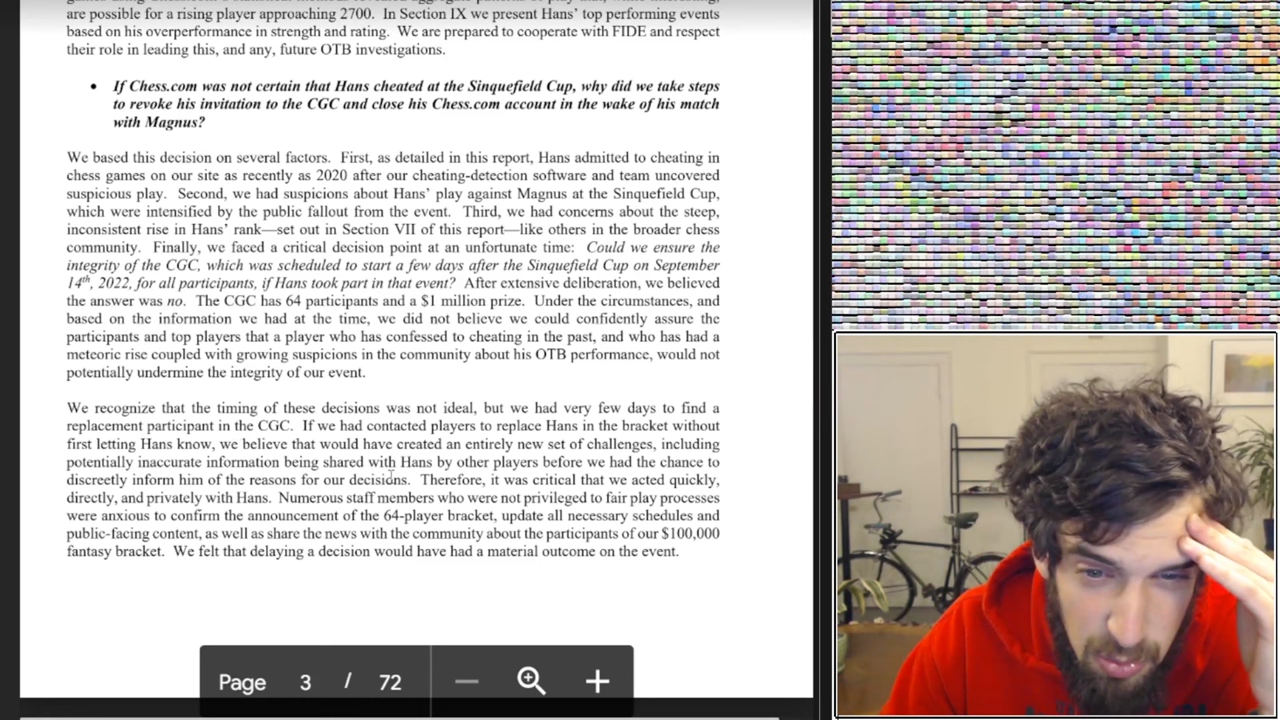 are possible for a rising player approaching 2700. In Section IX we present Hans' top performing events
based on his overperformance in strength and rating. We are prepared to cooperate with FIDE and respect
their role in leading this, and any, future OTB investigations.
• If Chess.com was not certain that Hans cheated at the Sinquefield Cup, why did we take steps
to revoke his invitation to the CGC and close his Chess.com account in the wake of his match
with Magnus?
We based this decision on several factors. First, as detailed in this report, Hans admitted to cheating in
chess games on our site as recently as 2020 after our cheating-detection software and team uncovered
suspicious play. Second, we had suspicions about Hans' play against Magnus at the Sinquefield Cup,
which were intensified by the public fallout from the event. Third, we had concerns about the steep,
inconsistent rise in Hans' rank—set out in Section VII of this report—like others in the broader chess
community. Finally, we faced a critical decision point at an unfortunate time: Could we ensure the
integrity of the CGC, which was scheduled to start a few days after the Sinquefield Cup on September
14th, 2022, for all participants, if Hans took part in that event? After extensive deliberation, we believed
the answer was no. The CGC has 64 participants and a $1 million prize. Under the circumstances, and
based on the information we had at the time, we did not believe we could confidently assure the
participants and top players that a player who has confessed to cheating in the past, and who has had a
meteoric rise coupled with growing suspicions in the community about his OTB performance, would not
potentially undermine the integrity of our event.
We recognize that the timing of these decisions was not ideal, but we had very few days to find a
replacement participant in the CGC. If we had contacted players to replace Hans in the bracket without
first letting Hans know, we believe that would have created an entirely new set of challenges, including
potentially inaccurate information being shared with Hans by other players before we had the chance to
discreetly inform him of the reasons for our decisions. Therefore, it was critical that we acted quickly,
directly, and privately with Hans. Numerous staff members who were not privileged to fair play processes
were anxious to confirm the announcement of the 64-player bracket, update all necessary schedules and
public-facing content, as well as share the news with the community about the participants of our $100,000
fantasy bracket. We felt that delaying a decision would have had a material outcome on the event.
Page 3 / 72